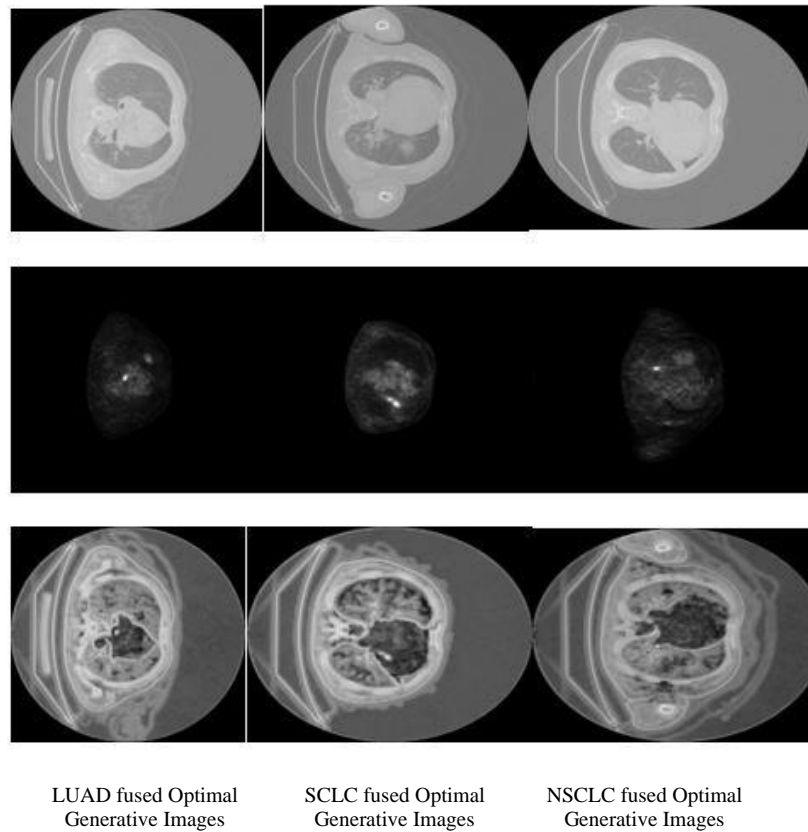 LUAD fused Optimal
Generative Images
SCLC fused Optimal
Generative Images
NSCLC fused Optimal
Generative Images